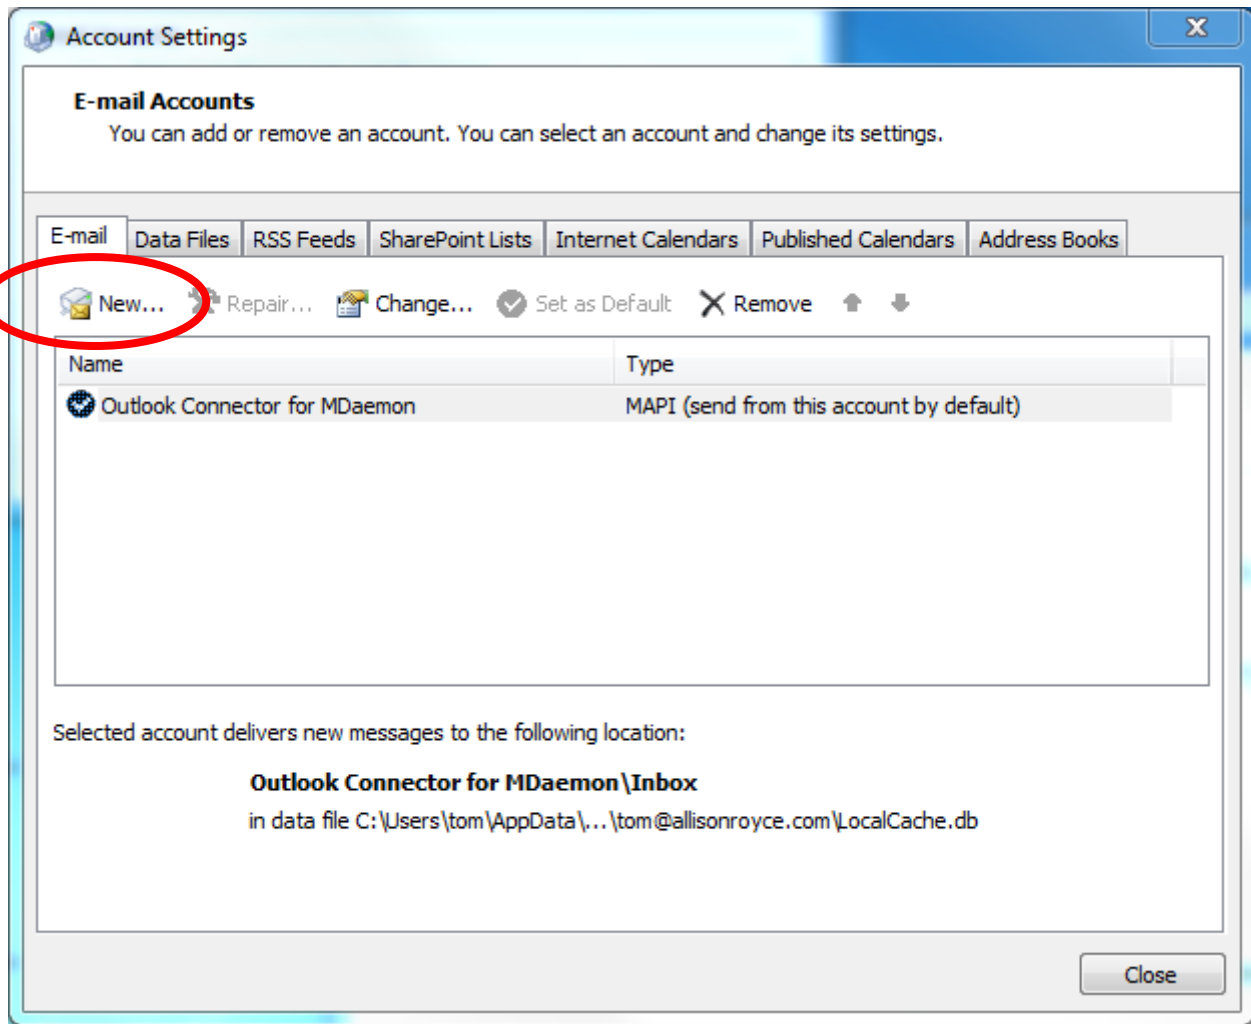 Account Settings
E-mail Accounts
You can add or remove an account. You can select an account and change its settings.
E-mail Data Files RSS Feeds SharePoint Lists Internet Calendars Published Calendars Address Books
New... Repair... Change... Set as Default Remove
Name Type
Outlook Connector for MDaemon MAPI (send from this account by default)
Selected account delivers new messages to the following location:
Outlook Connector for MDaemon\Inbox
in data file C:\Users\tom\AppData\...\tom@allisonroyce.com\LocalCache.db
Close